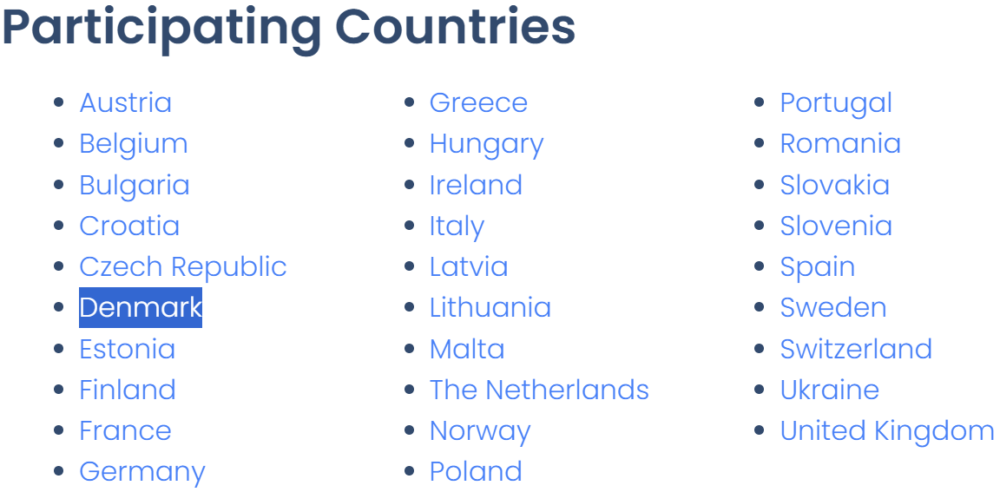 Participating Countries
Austria
Belgium
Bulgaria
Croatia
Czech Republic
Denmark
Estonia
Finland
France
Germany
Greece
Hungary
Ireland
Italy
Latvia
Lithuania
Malta
The Netherlands
Norway
Poland
Portugal
Romania
Slovakia
Slovenia
Spain
Sweden
Switzerland
Ukraine
United Kingdom